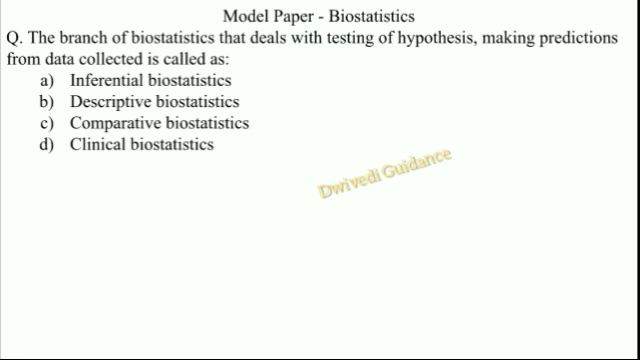 Model Paper - Biostatistics
Q. The branch of biostatistics that deals with testing of hypothesis, making predictions
from data collected is called as:
a) Inferential biostatistics
b) Descriptive biostatistics
c) Comparative biostatistics
d) Clinical biostatistics
Dwivedi Guidance